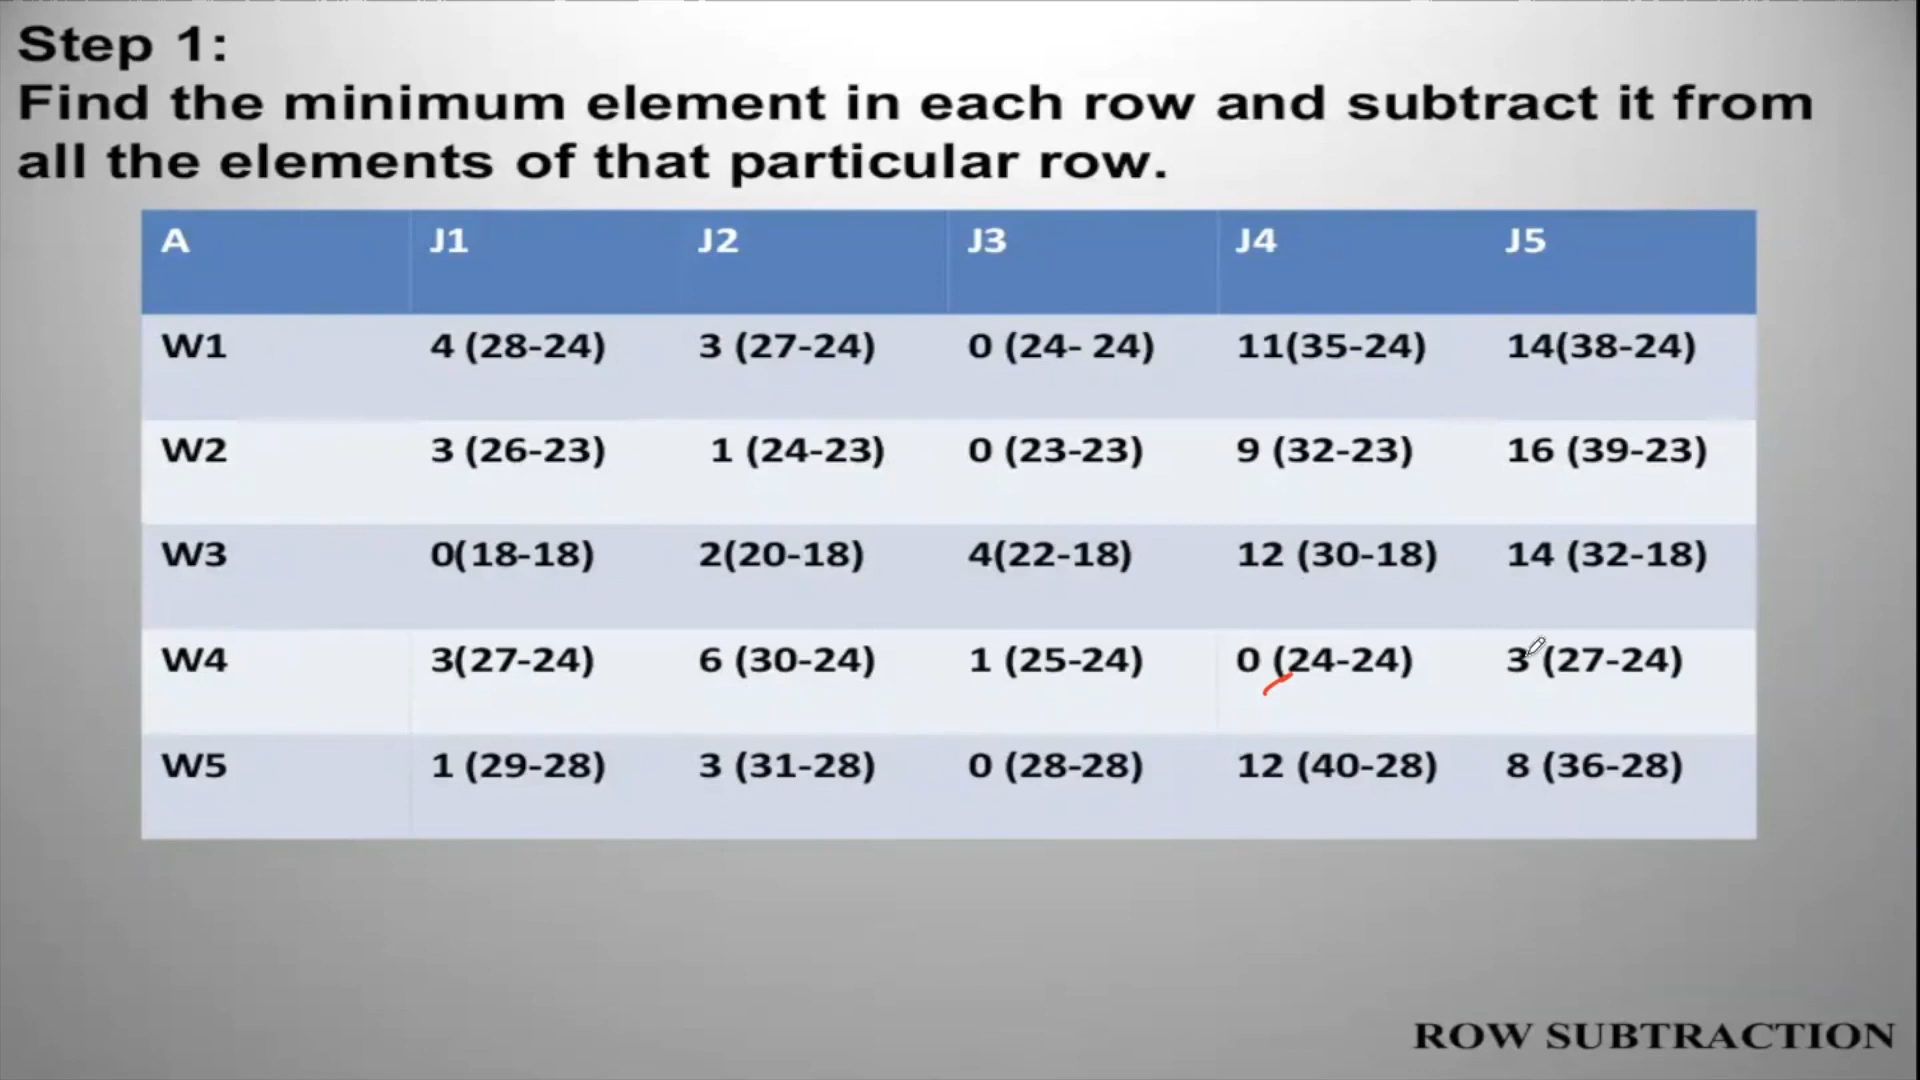 Step 1:
Find the minimum element in each row and subtract it from
all the elements of that particular row.
A J1 J2 J3 J4 J5
W1 4 (28-24) 3 (27-24) 0 (24- 24) 11(35-24) 14(38-24)
W2 3 (26-23) 1 (24-23) 0 (23-23) 9 (32-23) 16 (39-23)
W3 0(18-18) 2(20-18) 4(22-18) 12 (30-18) 14 (32-18)
W4 3(27-24) 6 (30-24) 1 (25-24) 0 (24-24) 3 (27-24)
W5 1 (29-28) 3 (31-28) 0 (28-28) 12 (40-28) 8 (36-28)
ROW SUBTRACTION